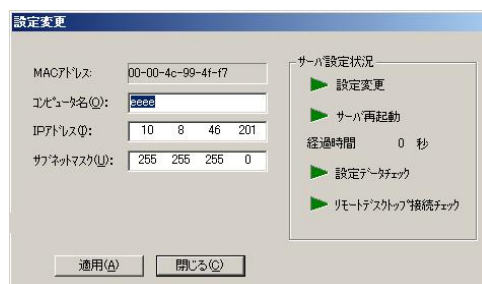 設定変更
MACｱﾄﾞﾚｽ: 00-00-4c-99-4f-f7
ｺﾝﾋﾟｭｰﾀ名(O): eeee
IPｱﾄﾞﾚｽ(I): 10 8 46 201
ｻﾌﾞﾈｯﾄﾏｽｸ(U): 255 255 255 0
適用(A) 閉じる(C)
ｻｰﾊﾞ設定状況
設定変更
ｻｰﾊﾞ再起動
経過時間 0 秒
設定ﾃﾞｰﾀﾁｪｯｸ
ﾘﾓｰﾄﾃﾞｽｸﾄｯﾌﾟ接続ﾁｪｯｸ